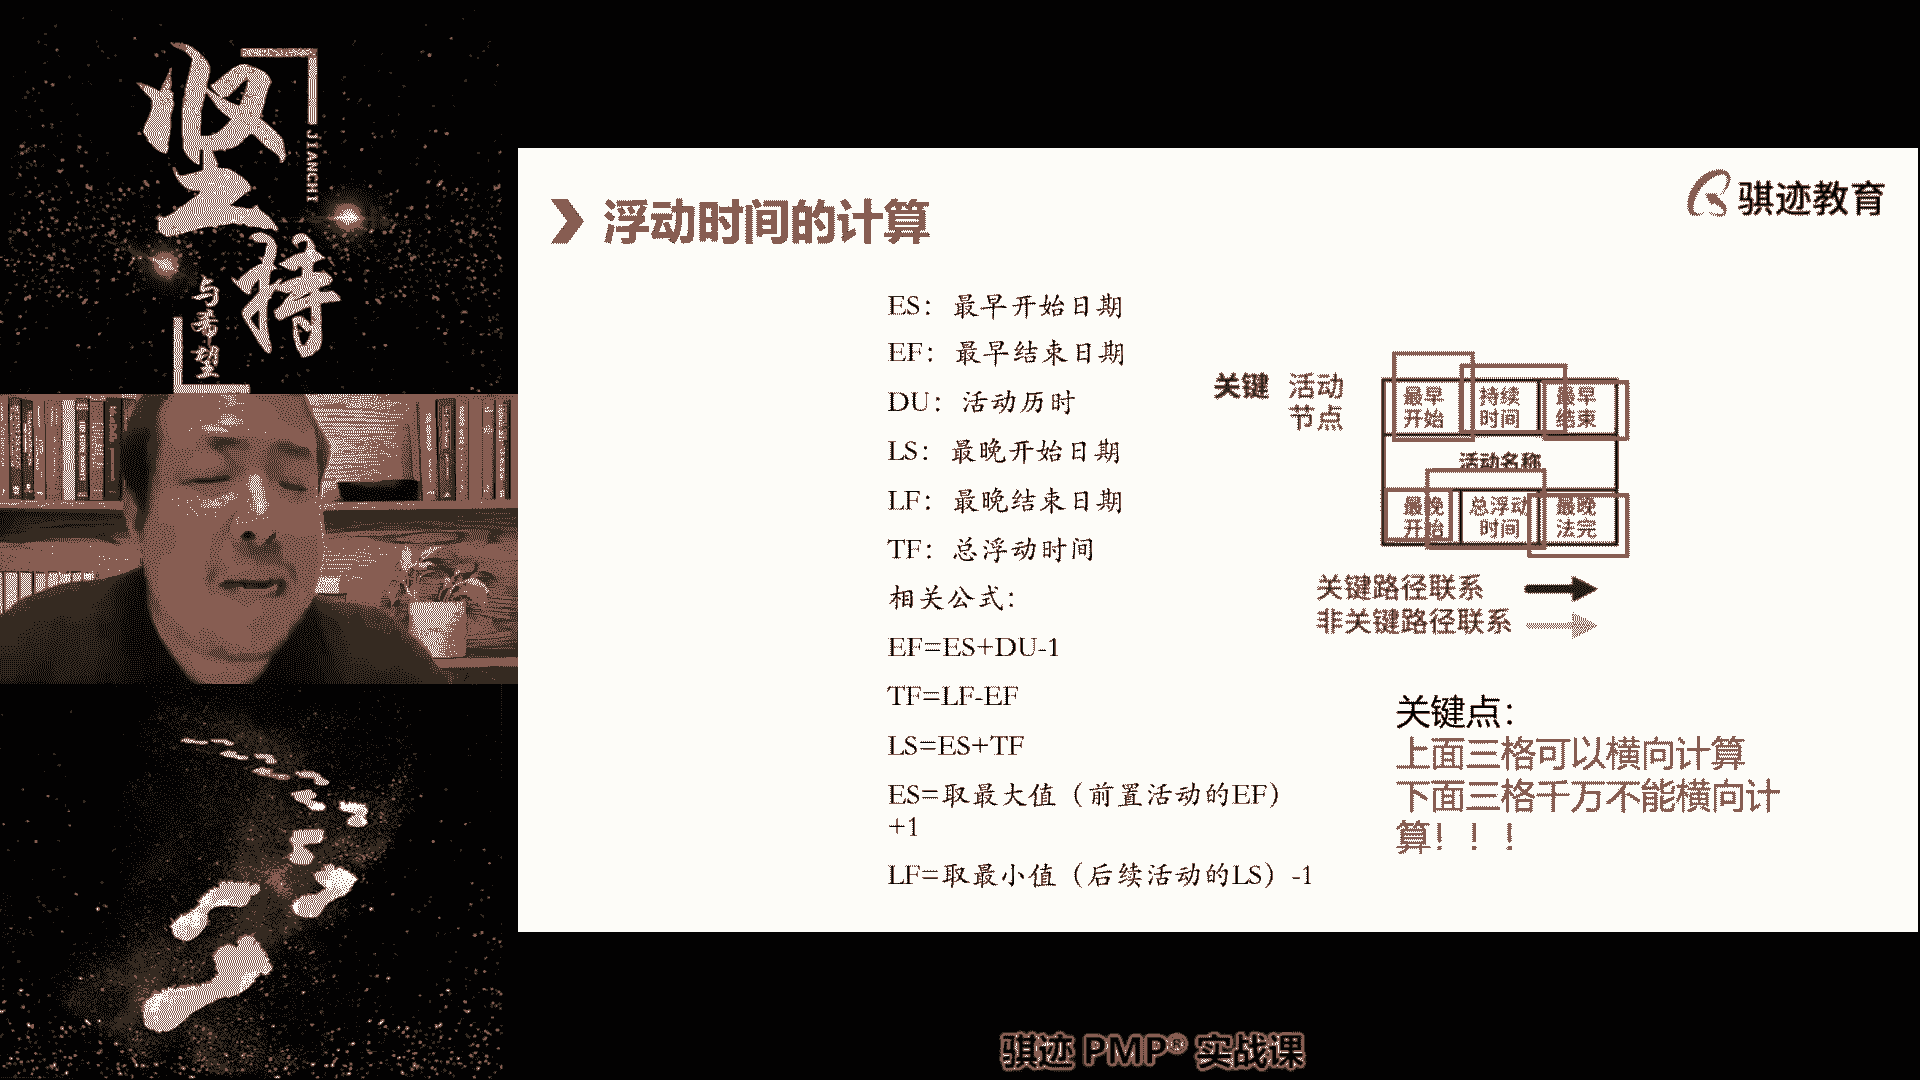 坚持
JIANCHI
与希望
骐迹教育
浮动时间的计算
ES：最早开始日期
EF：最早结束日期
DU：活动历时
LS：最晚开始日期
LF：最晚结束日期
TF：总浮动时间
相关公式：
EF=ES+DU-1
TF=LF-EF
LS=ES+TF
ES=取最大值（前置活动的EF）
+1
LF=取最小值（后续活动的LS）-1
关键 活动
节点
最早
开始
持续
时间
最早
结束
活动名称
最晚
开始
总浮动
时间
最晚
法完
关键路径联系
非关键路径联系
关键点：
上面三格可以横向计算
下面三格千万不能横向计
算！！！
骐迹 PMP® 实战课